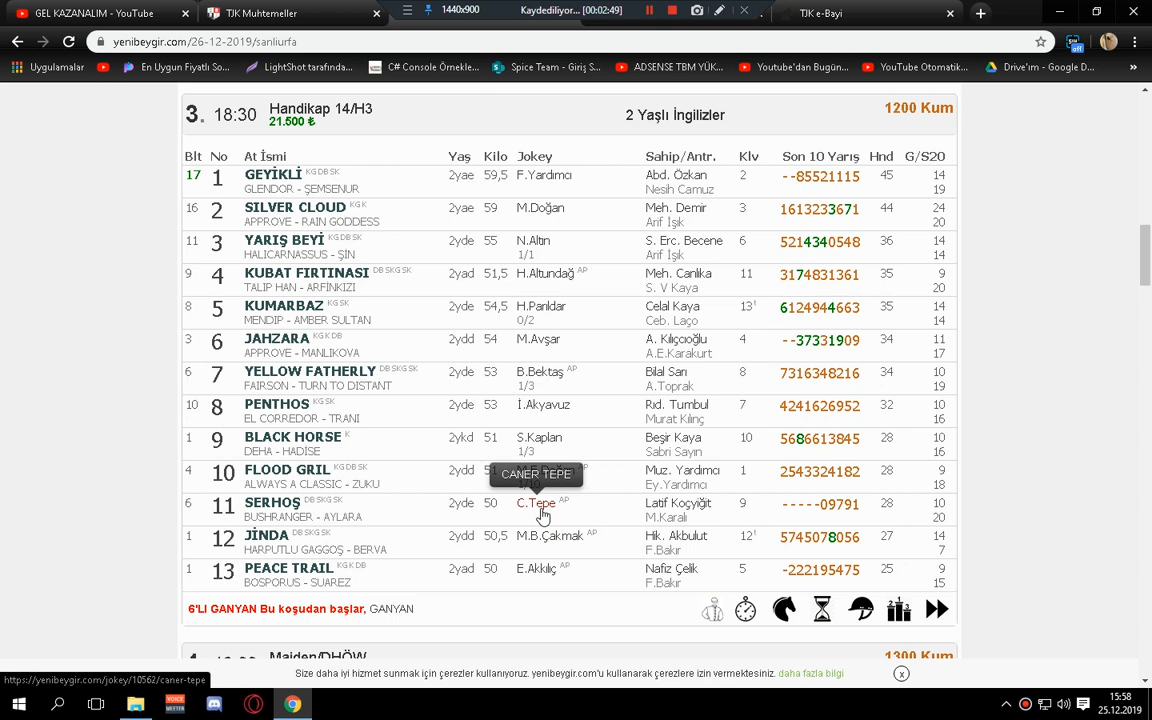 GEL KAZANALIM - YouTube
TJK Muhtemeller
1440x900
Kaydediliyor... [00:02:49]
TJK e-Bayi
yenibeygir.com/26-12-2019/sanliurfa
off
Uygulamalar
En Uygun Fiyatlı So...
LightShot tarafında...
C# Console Örnekle...
Spice Team - Giriş S...
ADSENSE TBM YÜK...
Youtube'dan Bugün...
YouTube Otomatik...
Drive'ım - Google D...
3. 18:30 Handikap 14/H3 2 Yaşlı İngilizler 1200 Kum
21.500 ₺
Blt No At İsmi Yaş Kilo Jokey Sahip/Antr. Klv Son 10 Yarış Hnd G/S20
17 1 GEYİKLİ KG DB SK 2yae 59,5 F.Yardımcı Abd. Özkan 2 --85521115 45 14
GLENDOR - ŞEMSENUR Nesih Camuz 19
16 2 SILVER CLOUD KG K 2yae 59 M.Doğan Meh. Demir 3 1613233671 44 24
APPROVE - RAIN GODDESS Arif Işık 20
11 3 YARIŞ BEYİ KG DB SK 2yde 55 N.Altın S. Erc. Becene 6 5214340548 36 14
HALICARNASSUS - ŞİN 1/1 Arif Işık 14
9 4 KUBAT FIRTINASI DB SKG SK 2yad 51,5 H.Altundağ AP Meh. Canlıka 11 3174831361 35 9
TALIP HAN - ARFİNKIZI S. V Kaya 20
8 5 KUMARBAZ KG SK 2yde 54,5 H.Parıldar Celal Kaya 13 6124944663 35 14
MENDIP - AMBER SULTAN 0/2 Ceb. Laço 14
3 6 JAHZARA KG K DB 2ydd 54 M.Avşar A. Kılıçcıoğlu 4 --37331909 34 11
APPROVE - MANLIKOVA A.E.Karakurt 17
6 7 YELLOW FATHERLY DB SKG SK 2yde 53 B.Bektaş AP Bilal Sarı 8 7316348216 34 10
FAIRSON - TURN TO DISTANT 1/3 A.Toprak 19
10 8 PENTHOS KG SK 2yde 53 İ.Akyavuz Rıd. Tumbul 7 4241626952 32 10
EL CORREDOR - TRANI Murat Kılınç 16
1 9 BLACK HORSE K 2ykd 51 S.Kaplan Beşir Kaya 10 5686613845 28 10
DEHA - HADİSE 1/3 Sabri Sayın 16
4 10 FLOOD GRIL KG DB SK 2ydd 51 Muz. Yardımcı 1 2543324182 28 9
ALWAYS A CLASSIC - ZUKU Ey.Yardımcı 18
CANER TEPE
6 11 SERHOŞ DB SKG SK 2yde 50 C.Tepe AP Latif Koçyiğit 9 -----09791 28 10
BUSHRANGER - AYLARA M.Karalı 20
1 12 JİNDA DB SKG SK 2ydd 50,5 M.B.Çakmak AP Hik. Akbulut 12 5745078056 27 14
HARPUTLU GAGGOŞ - BERVA F.Bakır 7
1 13 PEACE TRAIL KG K DB 2yad 50 E.Akkılıç AP Nafiz Çelik 5 -222195475 25 9
BOSPORUS - SUAREZ F.Bakır 15
6'LI GANYAN Bu koşudan başlar, GANYAN
Maiden/DHÖW 1300 Kum
Size daha iyi hizmet sunmak için çerezler kullanıyoruz. yenibeygir.com'u kullanarak çerezlere izin vermektesiniz. daha fazla bilgi x
https://yenibeygir.com/jokey/10562/caner-tepe
VOICE
MEETER
15:58
25.12.2019